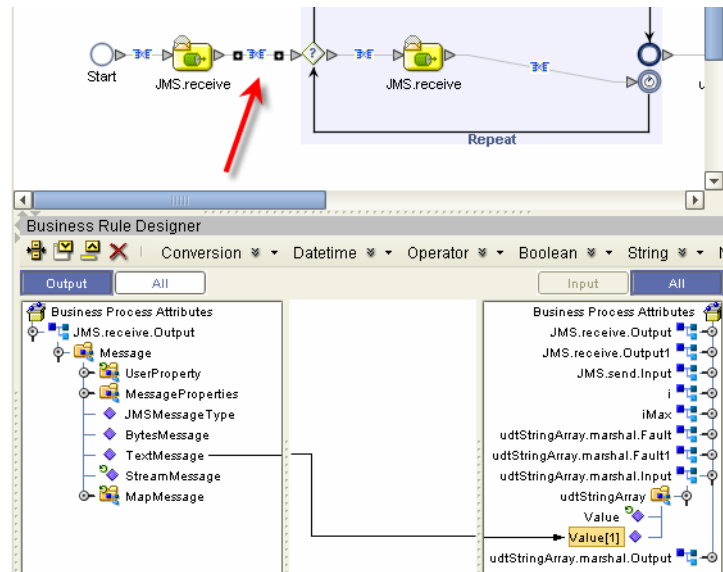 Start
JMS.receive
JMS.receive
u
Repeat
Business Rule Designer
Conversion Datetime Operator Boolean String
Output All Input All
Business Process Attributes
JMS.receive.Output
Message
UserProperty
MessageProperties
JMSMessageType
BytesMessage
TextMessage
StreamMessage
MapMessage
Business Process Attributes
JMS.receive.Output
JMS.receive.Output1
JMS.send.Input
i
iMax
udtStringArray.marshal.Fault
udtStringArray.marshal.Fault1
udtStringArray.marshal.Input
udtStringArray
Value
Value[1]
udtStringArray.marshal.Output